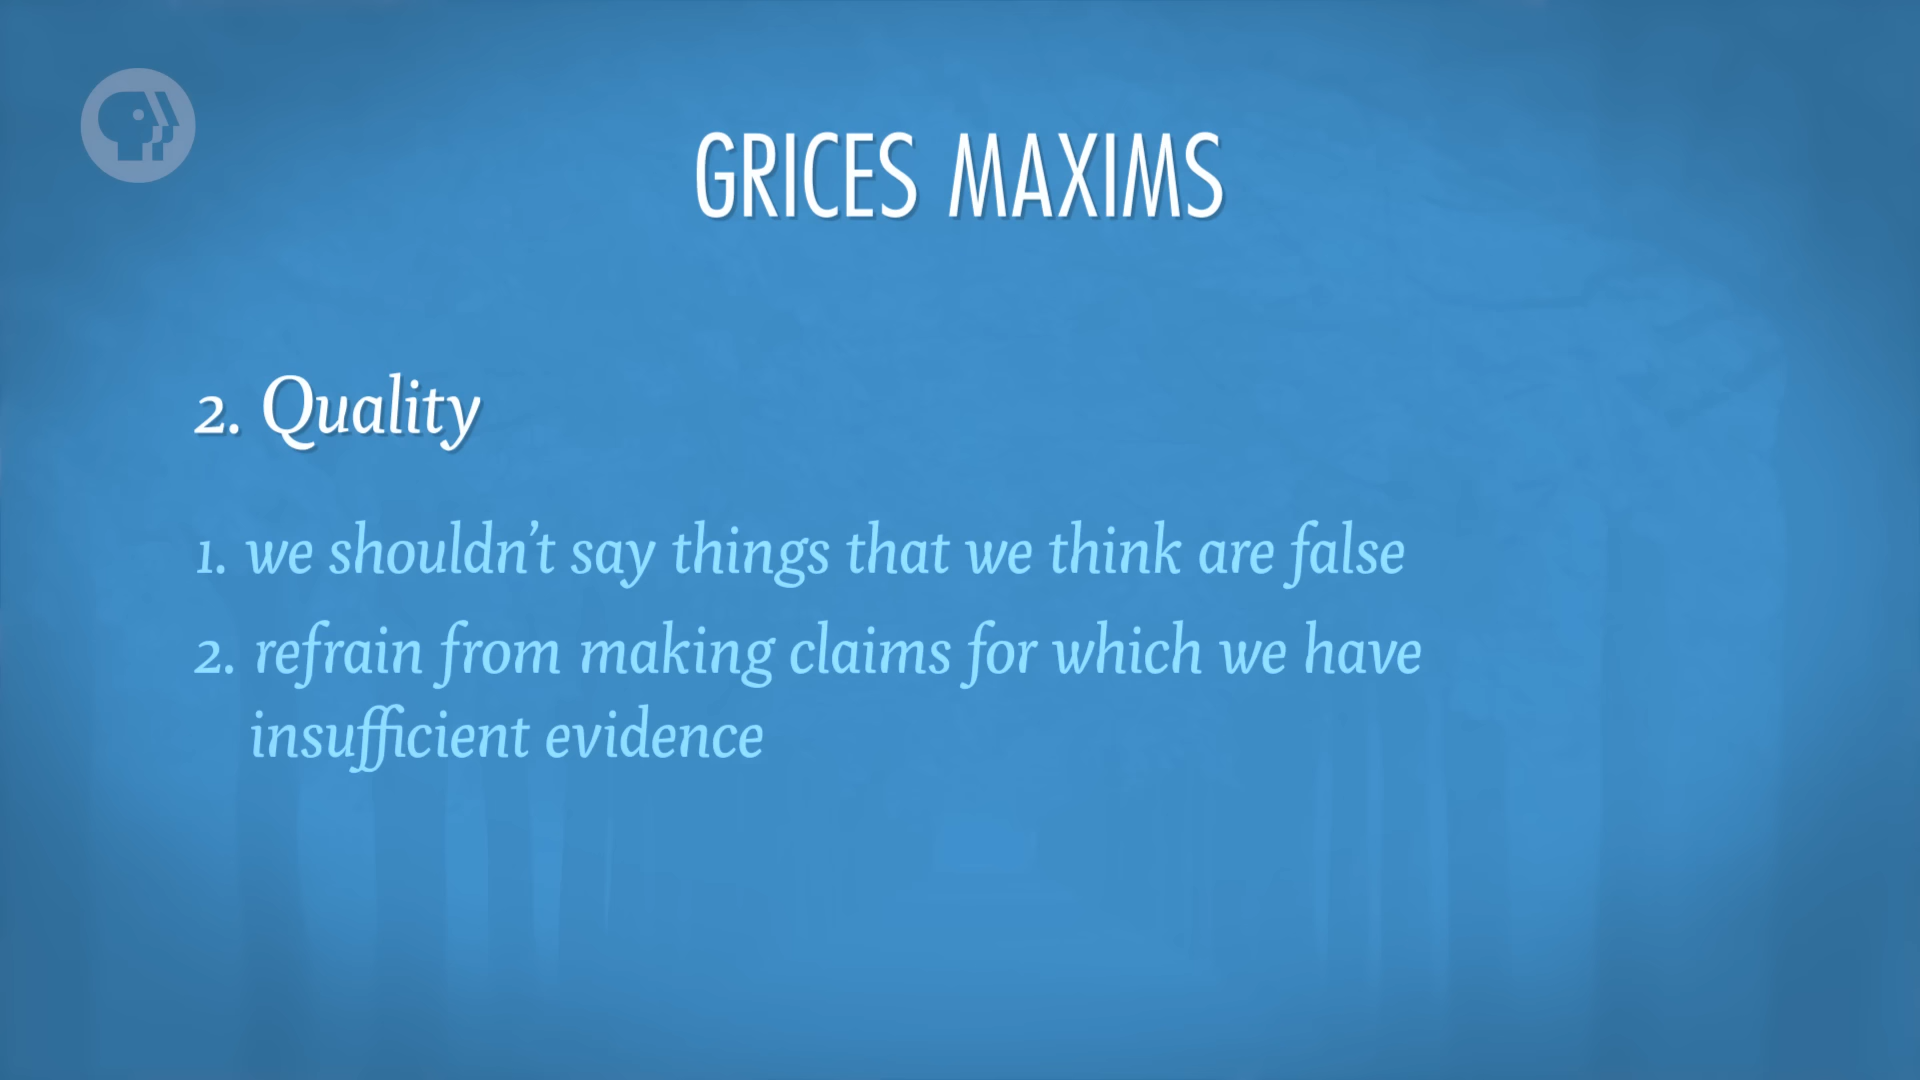 GRICES MAXIMS
2. Quality
1. we shouldn't say things that we think are false
2. refrain from making claims for which we have
insufficient evidence